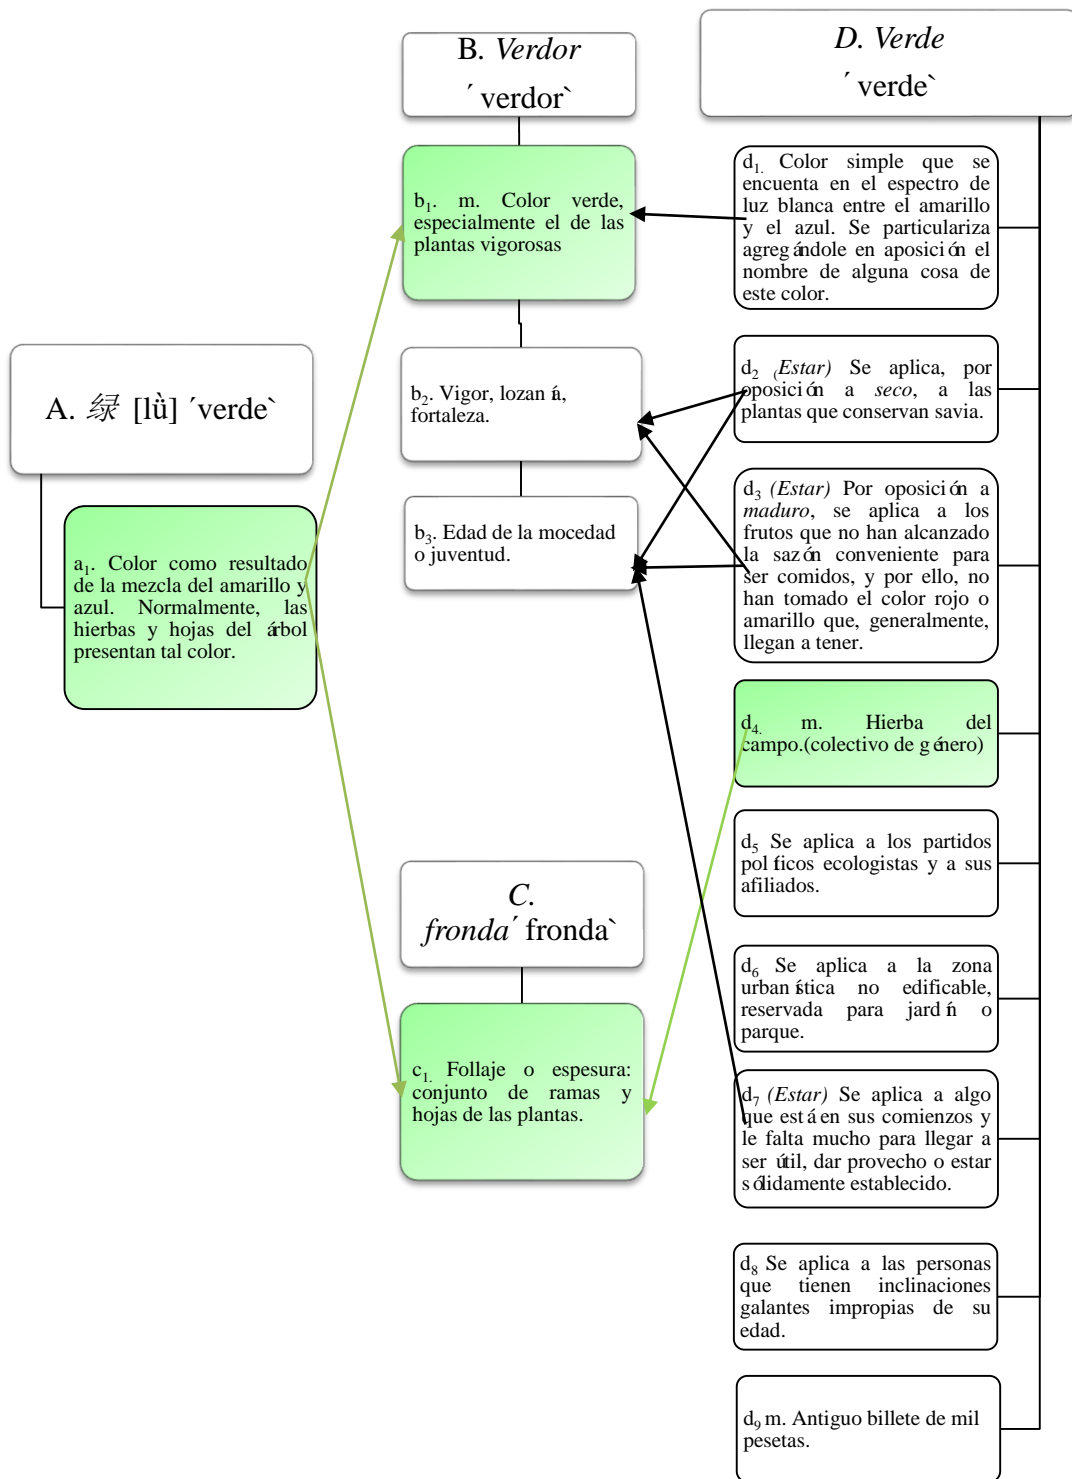 B. Verdor
´ verdor`
b1. m. Color verde,
especialmente el de las
plantas vigorosas
b2. Vigor, lozanía,
fortaleza.
b3. Edad de la mocedad
o juventud.
A. 绿 [lǜ] ´verde`
a1. Color como resultado
de la mezcla del amarillo y
azul. Normalmente, las
hierbas y hojas del árbol
presentan tal color.
C.
fronda´ fronda`
c1. Follaje o espesura:
conjunto de ramas y
hojas de las plantas.
D. Verde
´ verde`
d1. Color simple que se
encuenta en el espectro de
luz blanca entre el amarillo
y el azul. Se particulariza
agregándole en aposición el
nombre de alguna cosa de
este color.
d2 (Estar) Se aplica, por
oposición a seco, a las
plantas que conservan savia.
d3 (Estar) Por oposición a
maduro, se aplica a los
frutos que no han alcanzado
la sazón conveniente para
ser comidos, y por ello, no
han tomado el color rojo o
amarillo que, generalmente,
llegan a tener.
d4. m. Hierba del
campo.(colectivo de género)
d5 Se aplica a los partidos
políticos ecologistas y a sus
afiliados.
d6 Se aplica a la zona
urbanística no edificable,
reservada para jardín o
parque.
d7 (Estar) Se aplica a algo
que está en sus comienzos y
le falta mucho para llegar a
ser útil, dar provecho o estar
sólidamente establecido.
d8 Se aplica a las personas
que tienen inclinaciones
galantes impropias de su
edad.
d9 m. Antiguo billete de mil
pesetas.